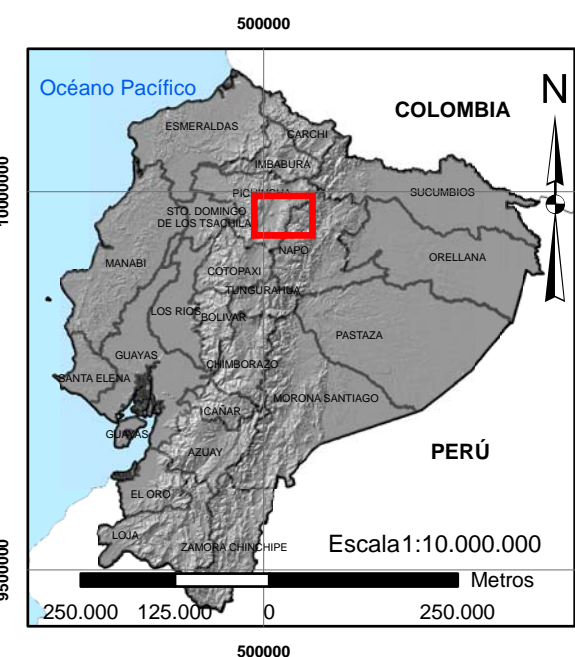 500000
Océano Pacífico
N
COLOMBIA
ESMERALDAS
CARCHI
IMBABURA
10000000
PICHINCHA
SUCUMBIOS
STO. DOMINGO
DE LOS TSACHILA
NAPO
ORELLANA
MANABI
COTOPAXI
TUNGURAHUA
LOS RIOS
BOLIVAR
PASTAZA
GUAYAS
CHIMBORAZO
SANTA ELENA
MORONA SANTIAGO
CAÑAR
GUAYAS
AZUAY
PERÚ
EL ORO
LOJA
ZAMORA CHINCHIPE
Escala1:10.000.000
9500000
Metros
250.000 125.000 0 250.000
500000